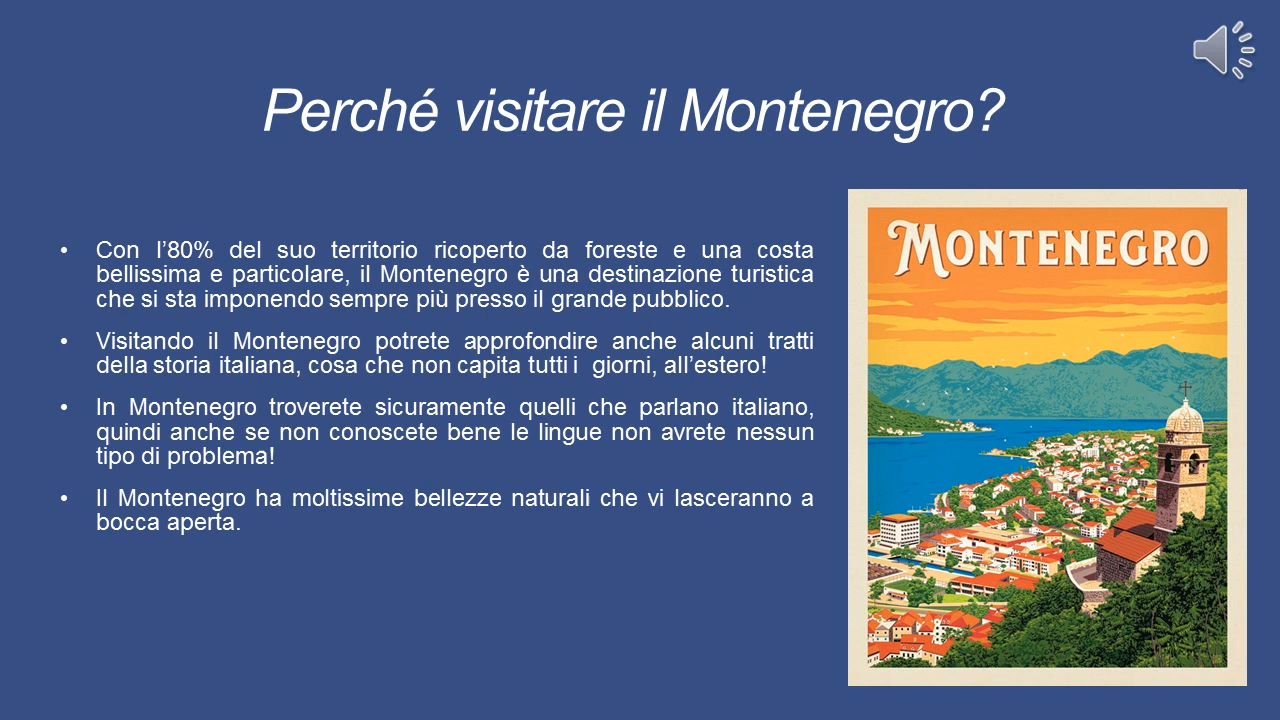 Perché visitare il Montenegro?
• Con l’80% del suo territorio ricoperto da foreste e una costa
bellissima e particolare, il Montenegro è una destinazione turistica
che si sta imponendo sempre più presso il grande pubblico.
• Visitando il Montenegro potrete approfondire anche alcuni tratti
della storia italiana, cosa che non capita tutti i  giorni, all’estero!
• In Montenegro troverete sicuramente quelli che parlano italiano,
quindi anche se non conoscete bene le lingue non avrete nessun
tipo di problema!
• Il Montenegro ha moltissime bellezze naturali che vi lasceranno a
bocca aperta.
MONTENEGRO